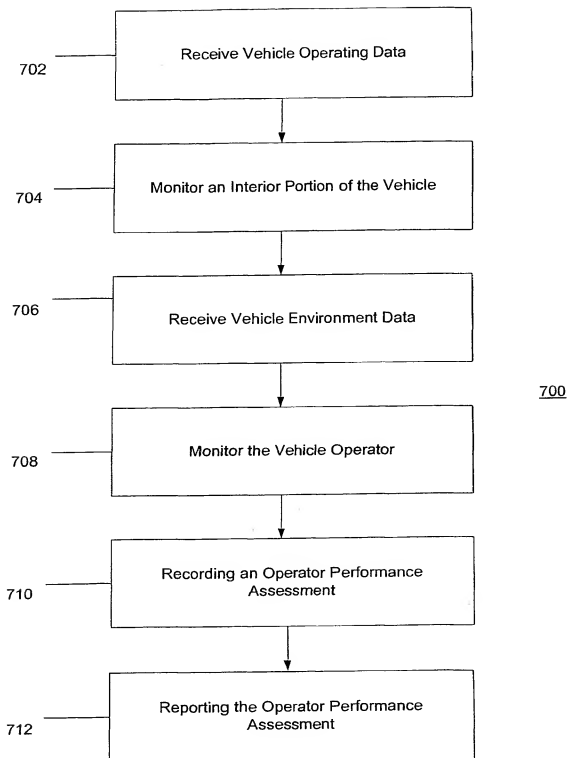 Receive Vehicle Operating Data
702
Monitor an Interior Portion of the Vehicle
704
Receive Vehicle Environment Data
706
700
Monitor the Vehicle Operator
708
Recording an Operator Performance
Assessment
710
Reporting the Operator Performance
Assessment
712